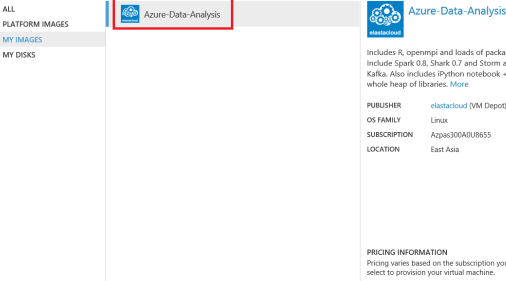 ALL
PLATFORM IMAGES
MY IMAGES
MY DISKS
Azure-Data-Analysis
elastacloud
Azure-Data-Analysis
elastacloud
Includes R, openmpi and loads of packa
Include Spark 0.8, Shark 0.7 and Storm a
Kafka. Also includes iPython notebook +
whole heap of libraries. More
PUBLISHER elastacloud (VM Depot)
OS FAMILY Linux
SUBSCRIPTION Azpas300A0U8655
LOCATION East Asia
PRICING INFORMATION
Pricing varies based on the subscription you
select to provision your virtual machine.